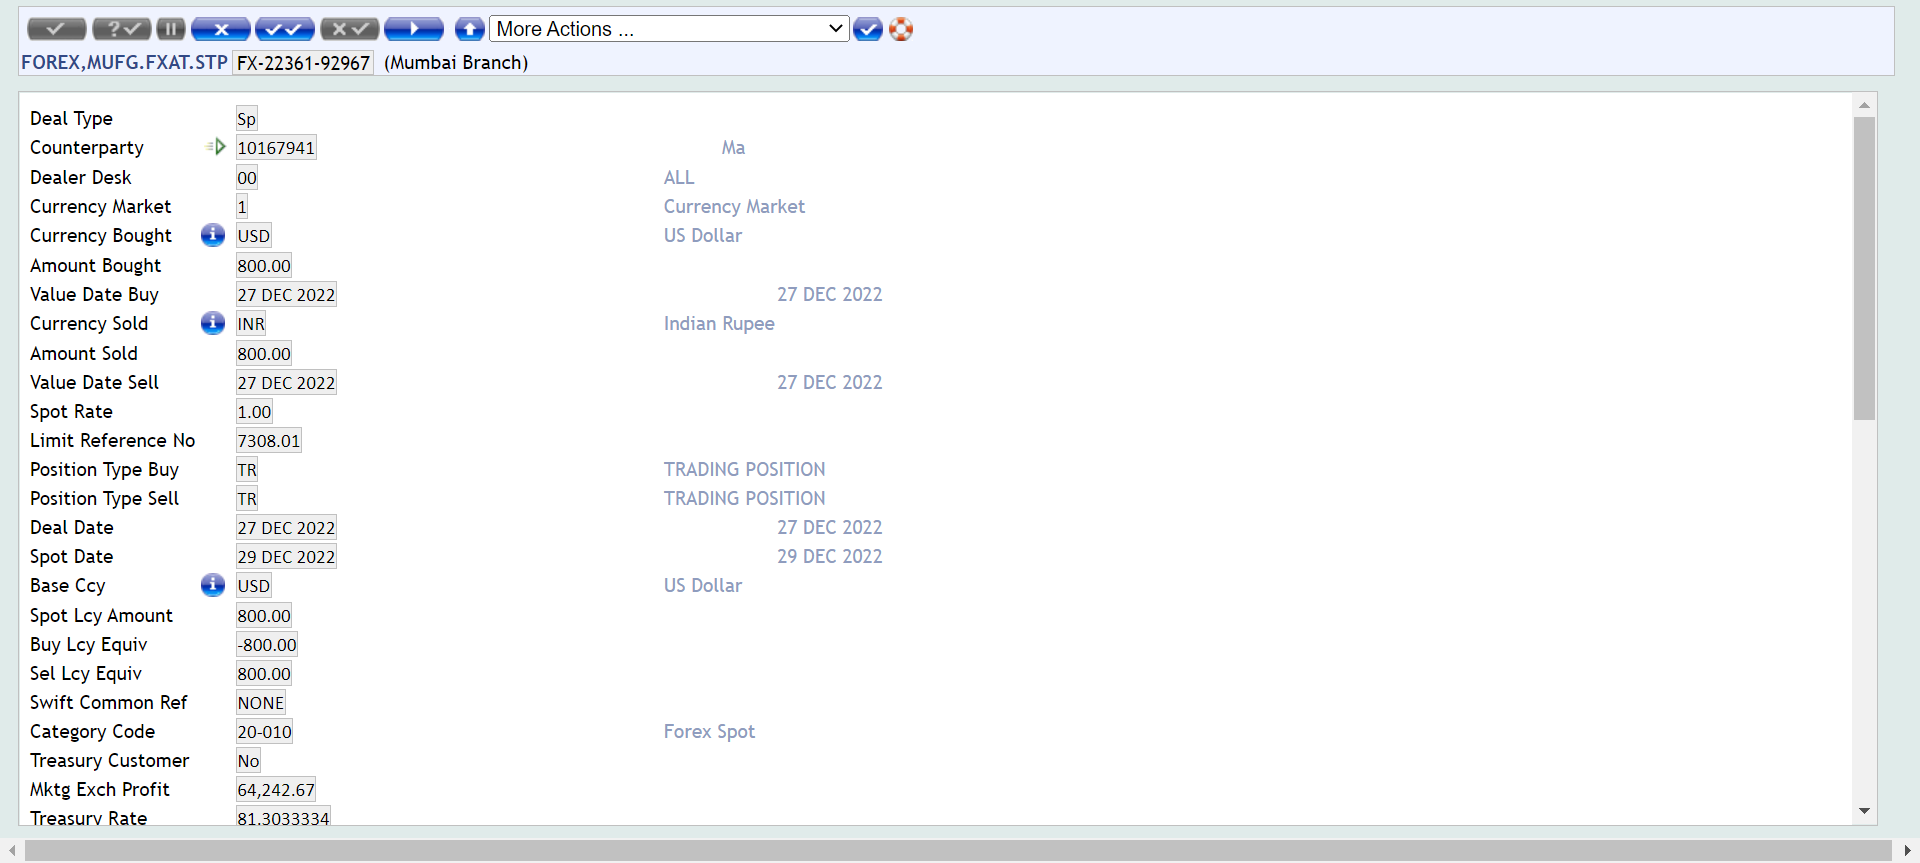 More Actions ...
FOREX,MUFG.FXAT.STP FX-22361-92967 (Mumbai Branch)
Deal Type Sp
Counterparty 10167941 Ma
Dealer Desk 00 ALL
Currency Market 1 Currency Market
Currency Bought USD US Dollar
Amount Bought 800.00
Value Date Buy 27 DEC 2022 27 DEC 2022
Currency Sold INR Indian Rupee
Amount Sold 800.00
Value Date Sell 27 DEC 2022 27 DEC 2022
Spot Rate 1.00
Limit Reference No 7308.01
Position Type Buy TR TRADING POSITION
Position Type Sell TR TRADING POSITION
Deal Date 27 DEC 2022 27 DEC 2022
Spot Date 29 DEC 2022 29 DEC 2022
Base Ccy USD US Dollar
Spot Lcy Amount 800.00
Buy Lcy Equiv -800.00
Sel Lcy Equiv 800.00
Swift Common Ref NONE
Category Code 20-010 Forex Spot
Treasury Customer No
Mktg Exch Profit 64,242.67
Treasury Rate 81.3033334